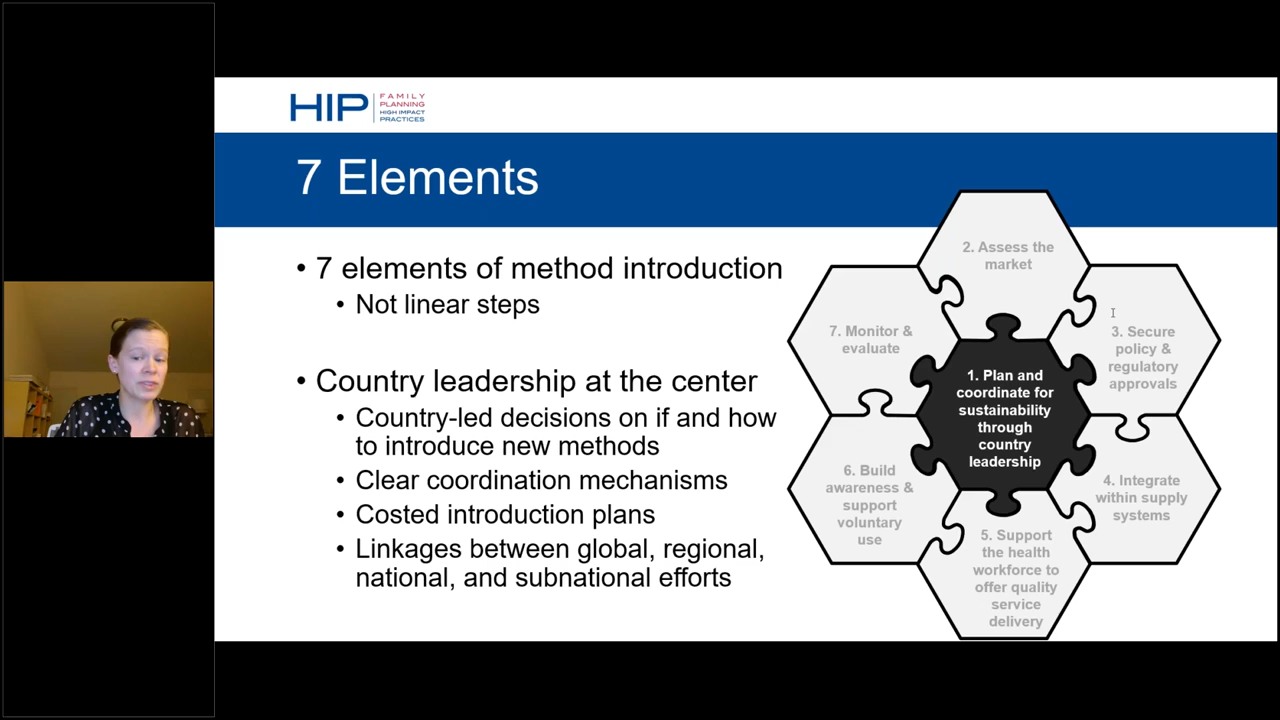 HIP
FAMILY
PLANNING
HIGH IMPACT
PRACTICES
7 Elements
• 7 elements of method introduction
• Not linear steps
• Country leadership at the center
• Country-led decisions on if and how
to introduce new methods
• Clear coordination mechanisms
• Costed introduction plans
• Linkages between global, regional,
national, and subnational efforts
1. Plan and
coordinate for
sustainability
through
country
leadership
2. Assess the
market
3. Secure
policy &
regulatory
approvals
4. Integrate
within supply
systems
5. Support
the health
workforce to
offer quality
service
delivery
6. Build
awareness &
support
voluntary
use
7. Monitor &
evaluate